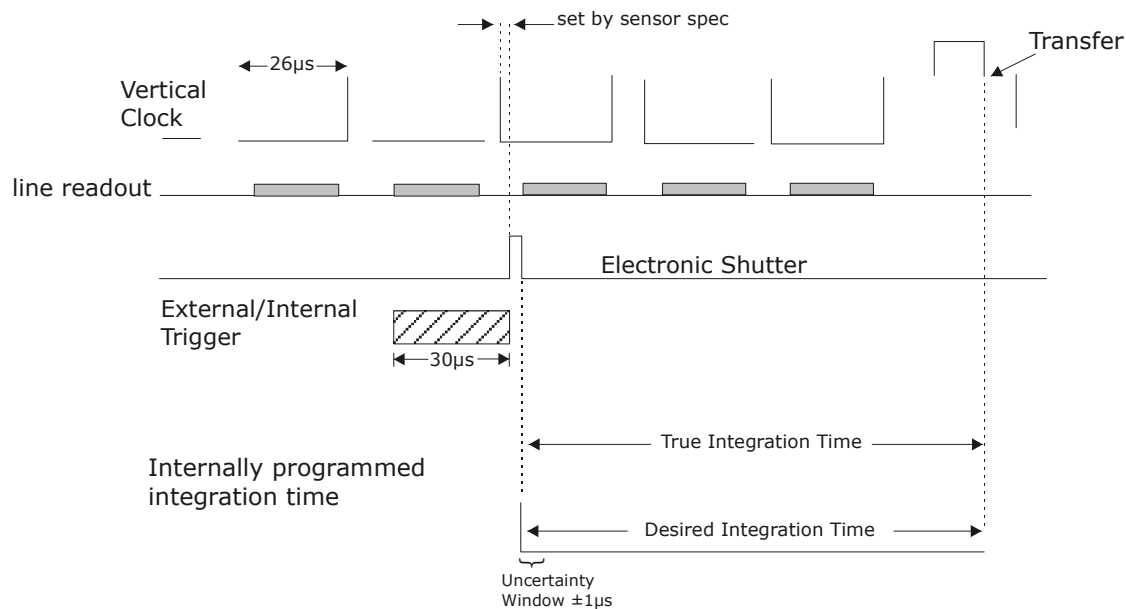 set by sensor spec
Transfer
26µs
Vertical
Clock
line readout
Electronic Shutter
External/Internal
Trigger
30µs
True Integration Time
Internally programmed
integration time
Desired Integration Time
Uncertainty
Window ±1µs